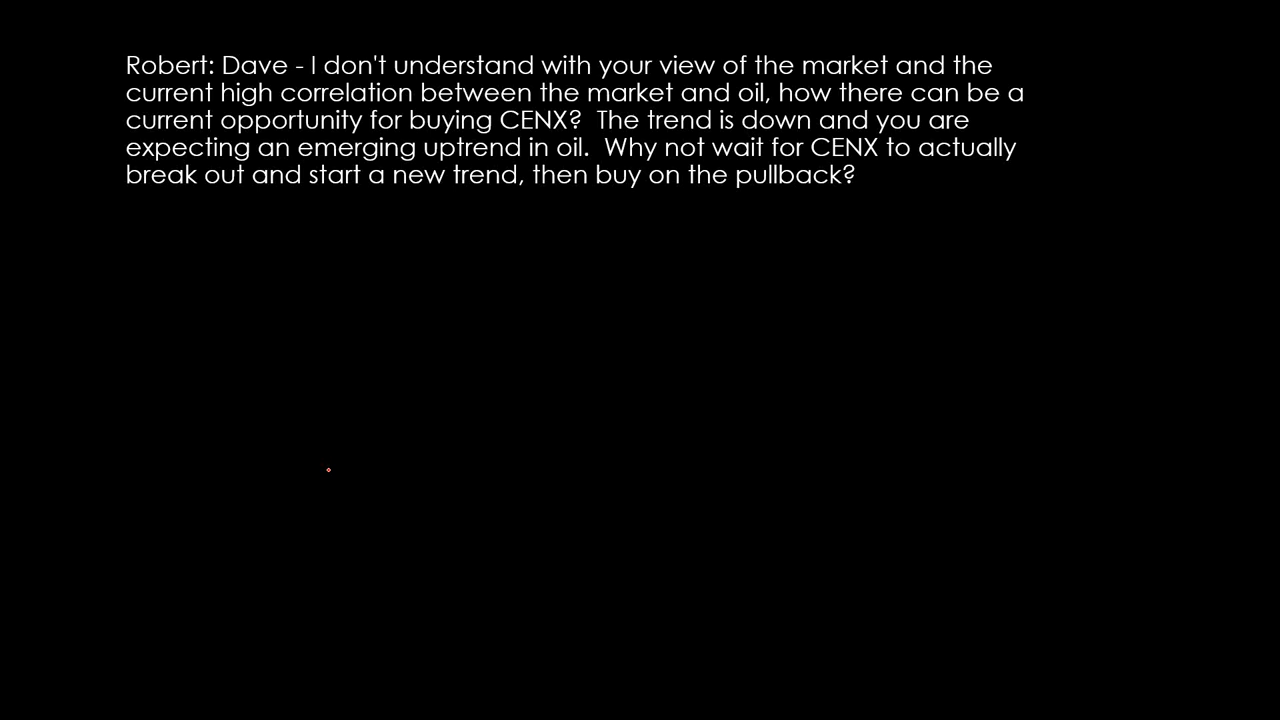 Robert: Dave - I don't understand with your view of the market and the
current high correlation between the market and oil, how there can be a
current opportunity for buying CENX?  The trend is down and you are
expecting an emerging uptrend in oil.  Why not wait for CENX to actually
break out and start a new trend, then buy on the pullback?